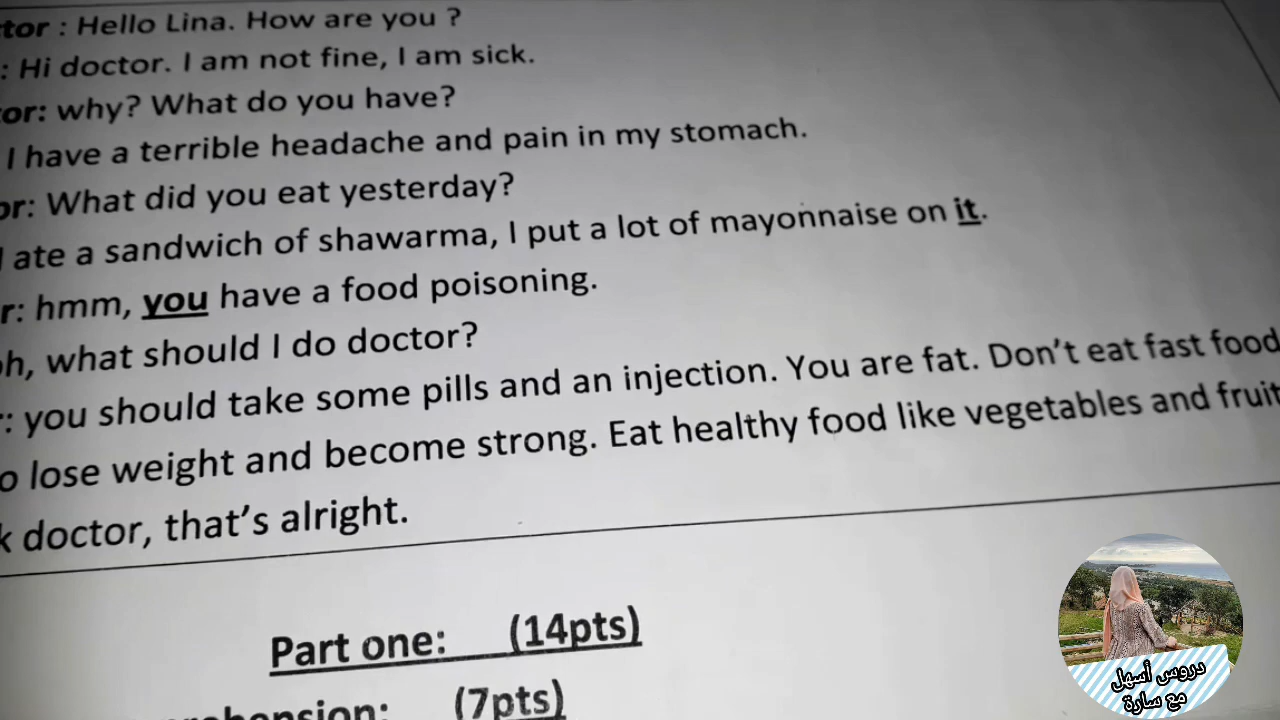 tor : Hello Lina. How are you ?
: Hi doctor. I am not fine, I am sick.
or: why? What do you have?
I have a terrible headache and pain in my stomach.
or: What did you eat yesterday?
I ate a sandwich of shawarma, I put a lot of mayonnaise on it.
r: hmm, you have a food poisoning.
oh, what should I do doctor?
r: you should take some pills and an injection. You are fat. Don't eat fast food
o lose weight and become strong. Eat healthy food like vegetables and fruit
k doctor, that's alright.
Part one: (14pts)
rehension: (7pts)
دروس أسهل
مع سارة